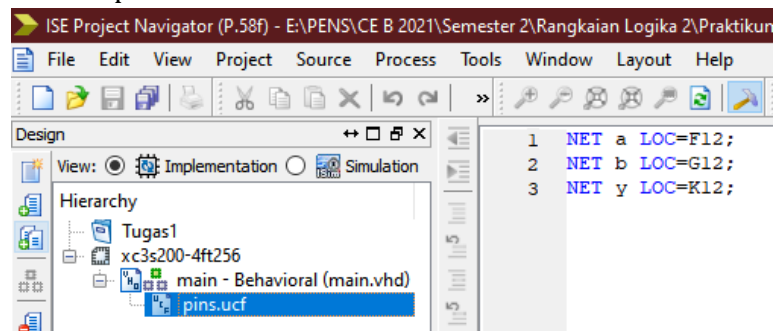 ISE Project Navigator (P.58f) - E:\PENS\CE B 2021\Semester 2\Rangkaian Logika 2\Praktikun
File Edit View Project Source Process Tools Window Layout Help
»
Design
View: Implementation Simulation
Hierarchy
Tugas1
xc3s200-4ft256
main - Behavioral (main.vhd)
pins.ucf
1 NET a LOC=F12;
2 NET b LOC=G12;
3 NET y LOC=K12;